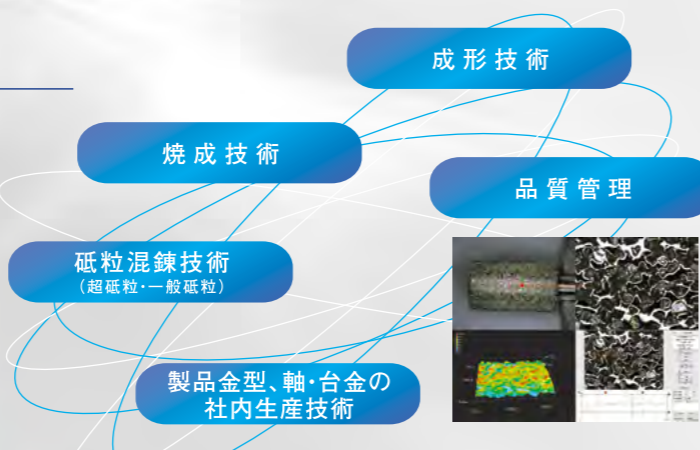 成形技術
焼成技術
品質管理
砥粒混錬技術
（超砥粒・一般砥粒）
製品金型、軸・台金の
社内生産技術